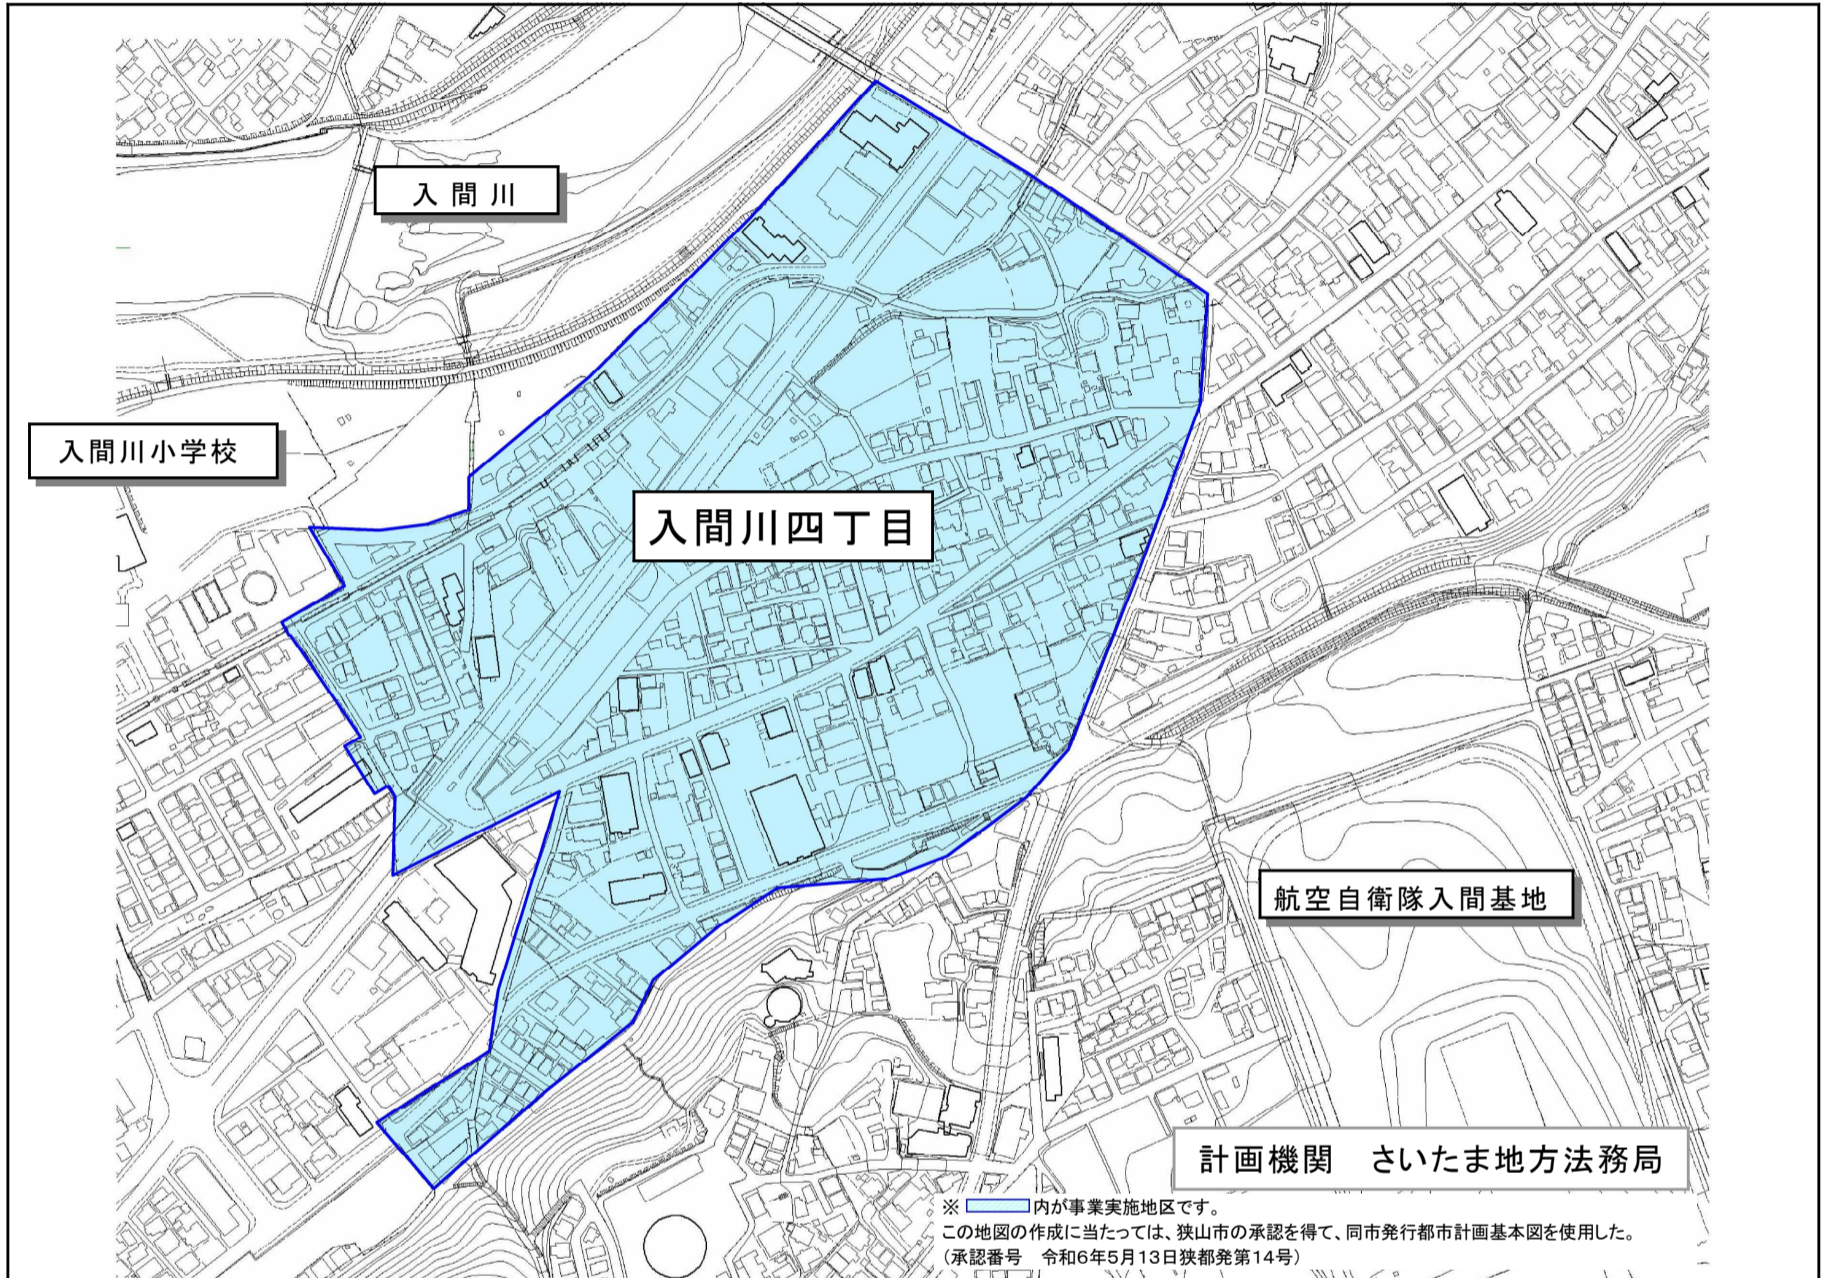 入間川
入間川小学校
入間川四丁目
航空自衛隊入間基地
計画機関　さいたま地方法務局
※ 内が事業実施地区です。
この地図の作成に当たっては、狭山市の承認を得て、同市発行都市計画基本図を使用した。
(承認番号　令和6年5月13日狭都発第14号)